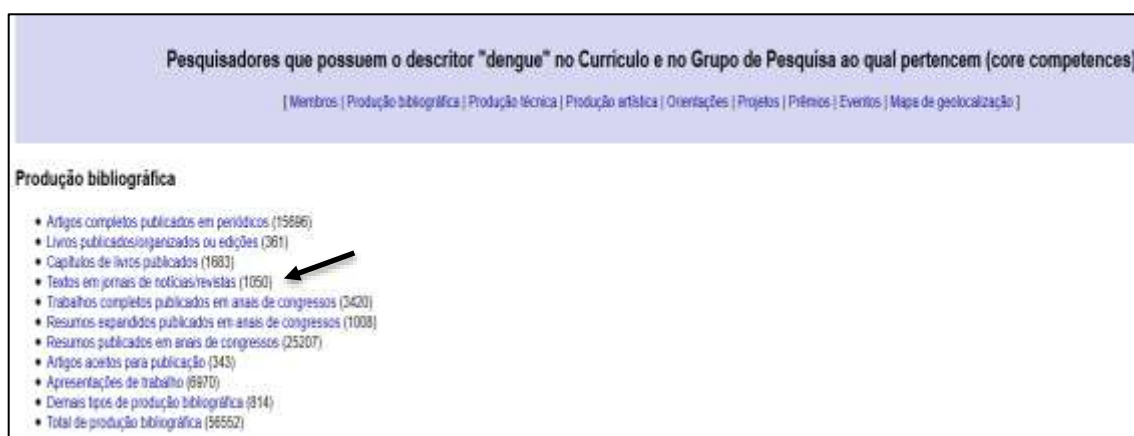 Pesquisadores que possuem o descritor "dengue" no Curriculo e no Grupo de Pesquisa ao qual pertencem (core competences)
[ Membros | Produção bibliográfica | Produção técnica | Produção artística | Orientações | Projetos | Prêmios | Eventos | Mapa de geolocalização ]
Produção bibliográfica
• Artigos completos publicados em periódicos (15696)
• Livros publicados/organizados ou edições (361)
• Capítulos de livros publicados (1683)
• Textos em jornais de notícias/revistas (1050)
• Trabalhos completos publicados em anais de congressos (3420)
• Resumos expandidos publicados em anais de congressos (1008)
• Resumos publicados em anais de congressos (25207)
• Artigos aceitos para publicação (343)
• Apresentações de trabalho (6970)
• Demais tipos de produção bibliográfica (814)
• Total de produção bibliográfica (56552)